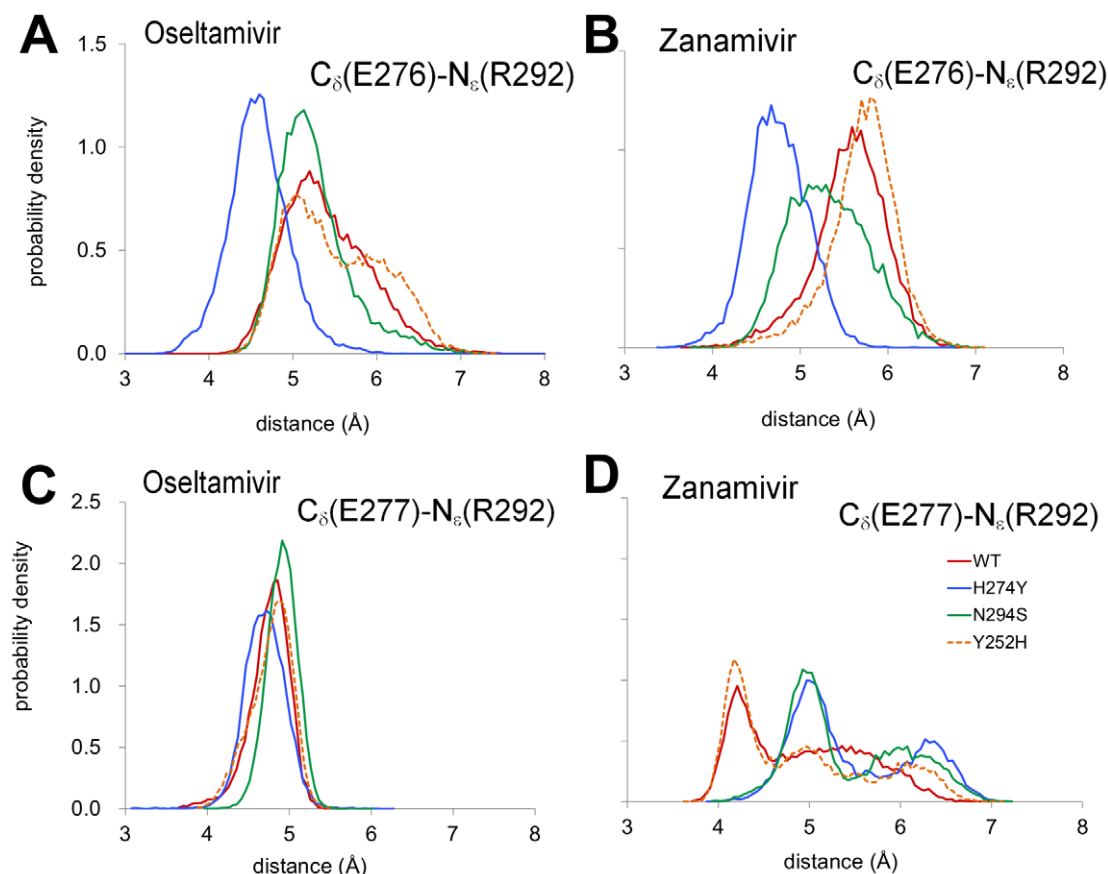 A
Oseltamivir
Cδ(E276)-Nε(R292)
1.5
1.0
0.5
0.0
probability density
3 4 5 6 7 8
distance (Å)
B
Zanamivir
Cδ(E276)-Nε(R292)
3 4 5 6 7 8
distance (Å)
C
Oseltamivir
Cδ(E277)-Nε(R292)
2.5
2.0
1.5
1.0
0.5
0.0
probability density
3 4 5 6 7 8
distance (Å)
D
Zanamivir
Cδ(E277)-Nε(R292)
WT
H274Y
N294S
Y252H
3 4 5 6 7 8
distance (Å)